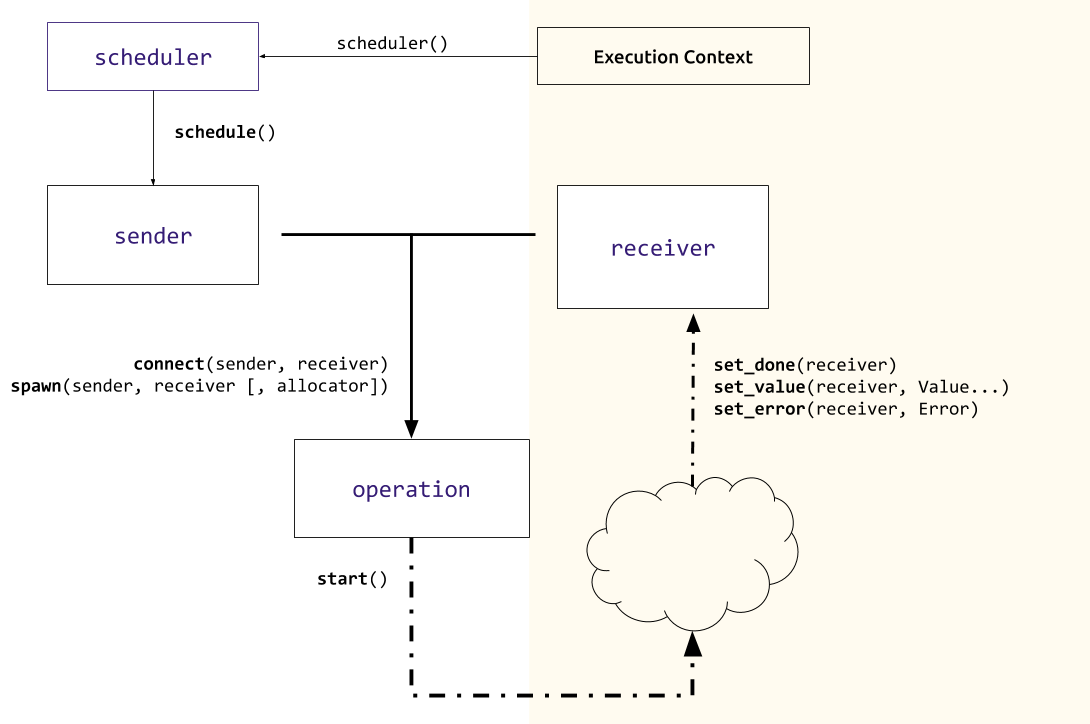 scheduler
scheduler()
Execution Context
schedule()
sender
receiver
connect(sender, receiver)
spawn(sender, receiver [, allocator])
set_done(receiver)
set_value(receiver, Value...)
set_error(receiver, Error)
operation
start()